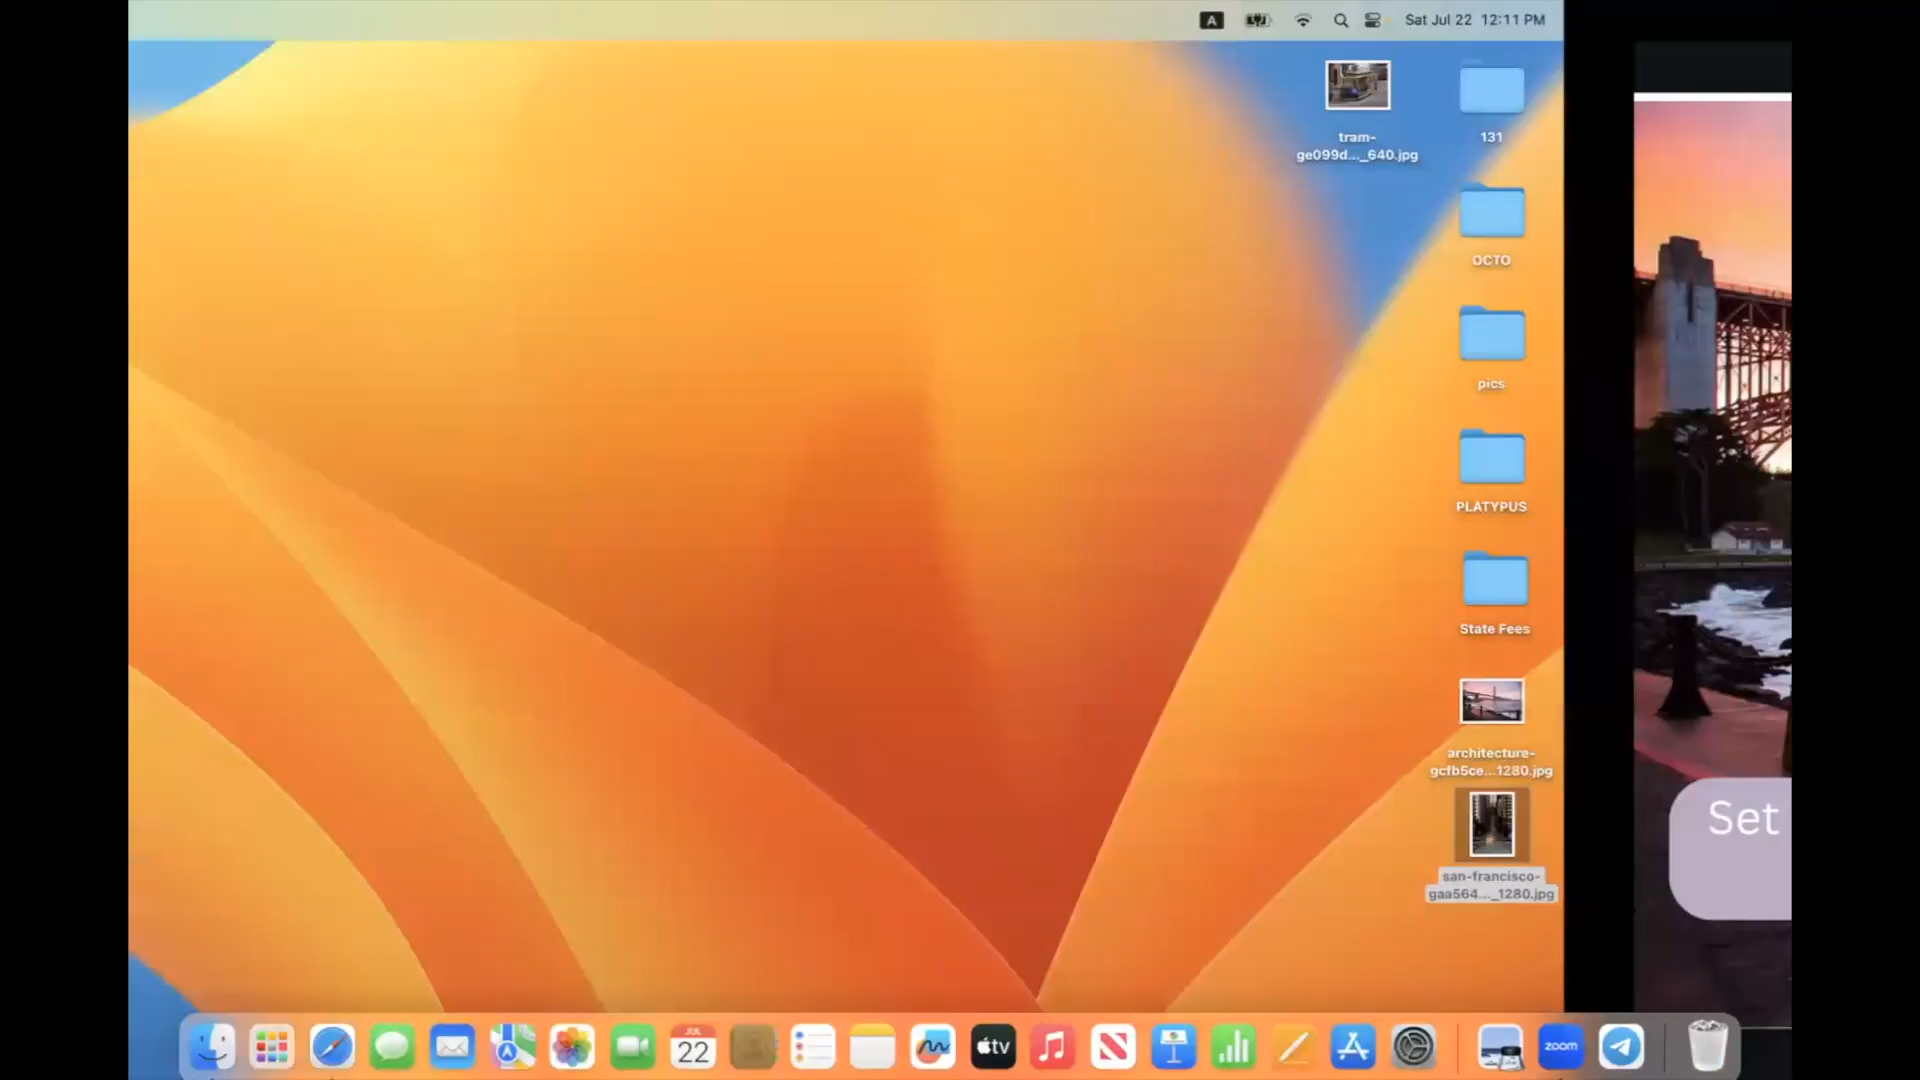 A
Sat Jul 22 12:11 PM
tram-
ge099d..._640.jpg
131
OCTO
pics
PLATYPUS
State Fees
architecture-
gcfb5ce...1280.jpg
san-francisco-
gaa564..._1280.jpg
Set
JUL
22
tv
zoom